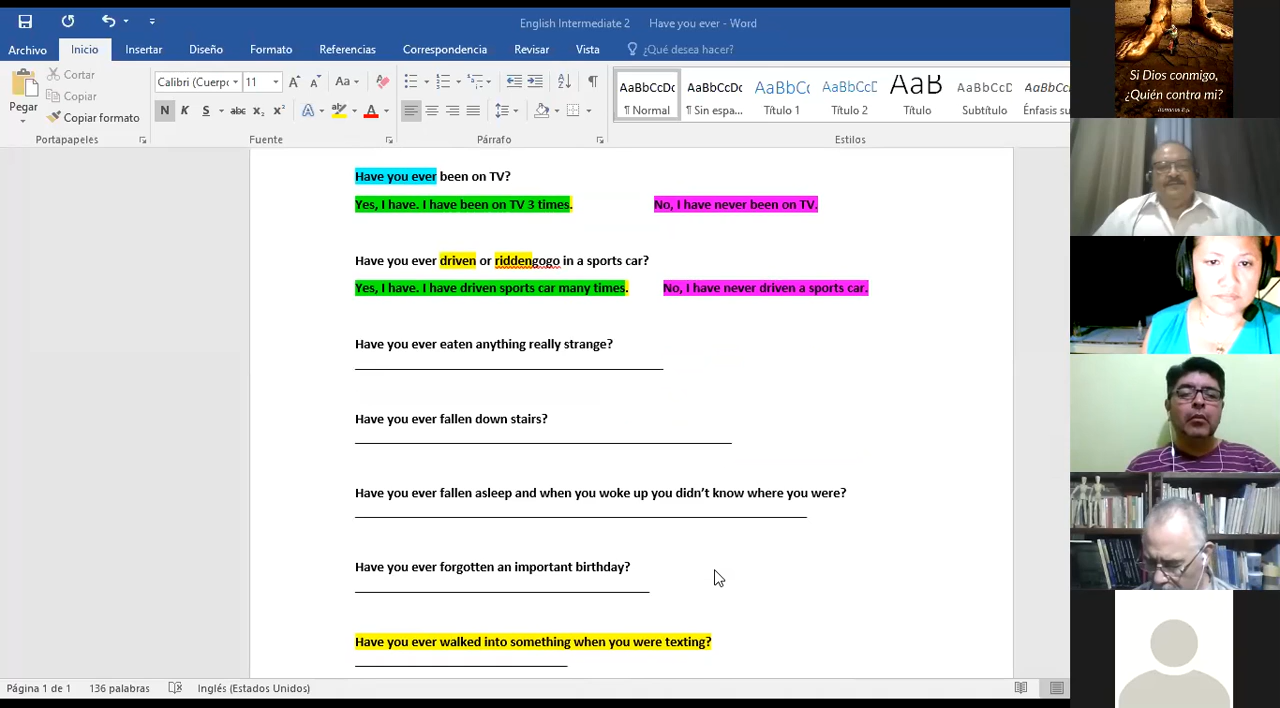 English Intermediate 2 Have you ever - Word
Archivo Inicio Insertar Diseño Formato Referencias Correspondencia Revisar Vista ¿Qué desea hacer?
Pegar
Cortar
Copiar
Copiar formato
Calibri (Cuerpo 11
Aa
N K S abc x₂ x²
A
AaBbCcDc AaBbCcDc AaBbCc AaBbCcD AaB AaBbCcD AaBbCcDc
¶ Normal ¶ Sin espa... Título 1 Título 2 Título Subtítulo Énfasis su
Portapapeles Fuente Párrafo Estilos
Have you ever been on TV?
Yes, I have. I have been on TV 3 times. No, I have never been on TV.
Have you ever driven or riddengogo in a sports car?
Yes, I have. I have driven sports car many times. No, I have never driven a sports car.
Have you ever eaten anything really strange?
Have you ever fallen down stairs?
Have you ever fallen asleep and when you woke up you didn’t know where you were?
Have you ever forgotten an important birthday?
Have you ever walked into something when you were texting?
Página 1 de 1 136 palabras Inglés (Estados Unidos)
Si Dios conmigo,
¿Quién contra mi?